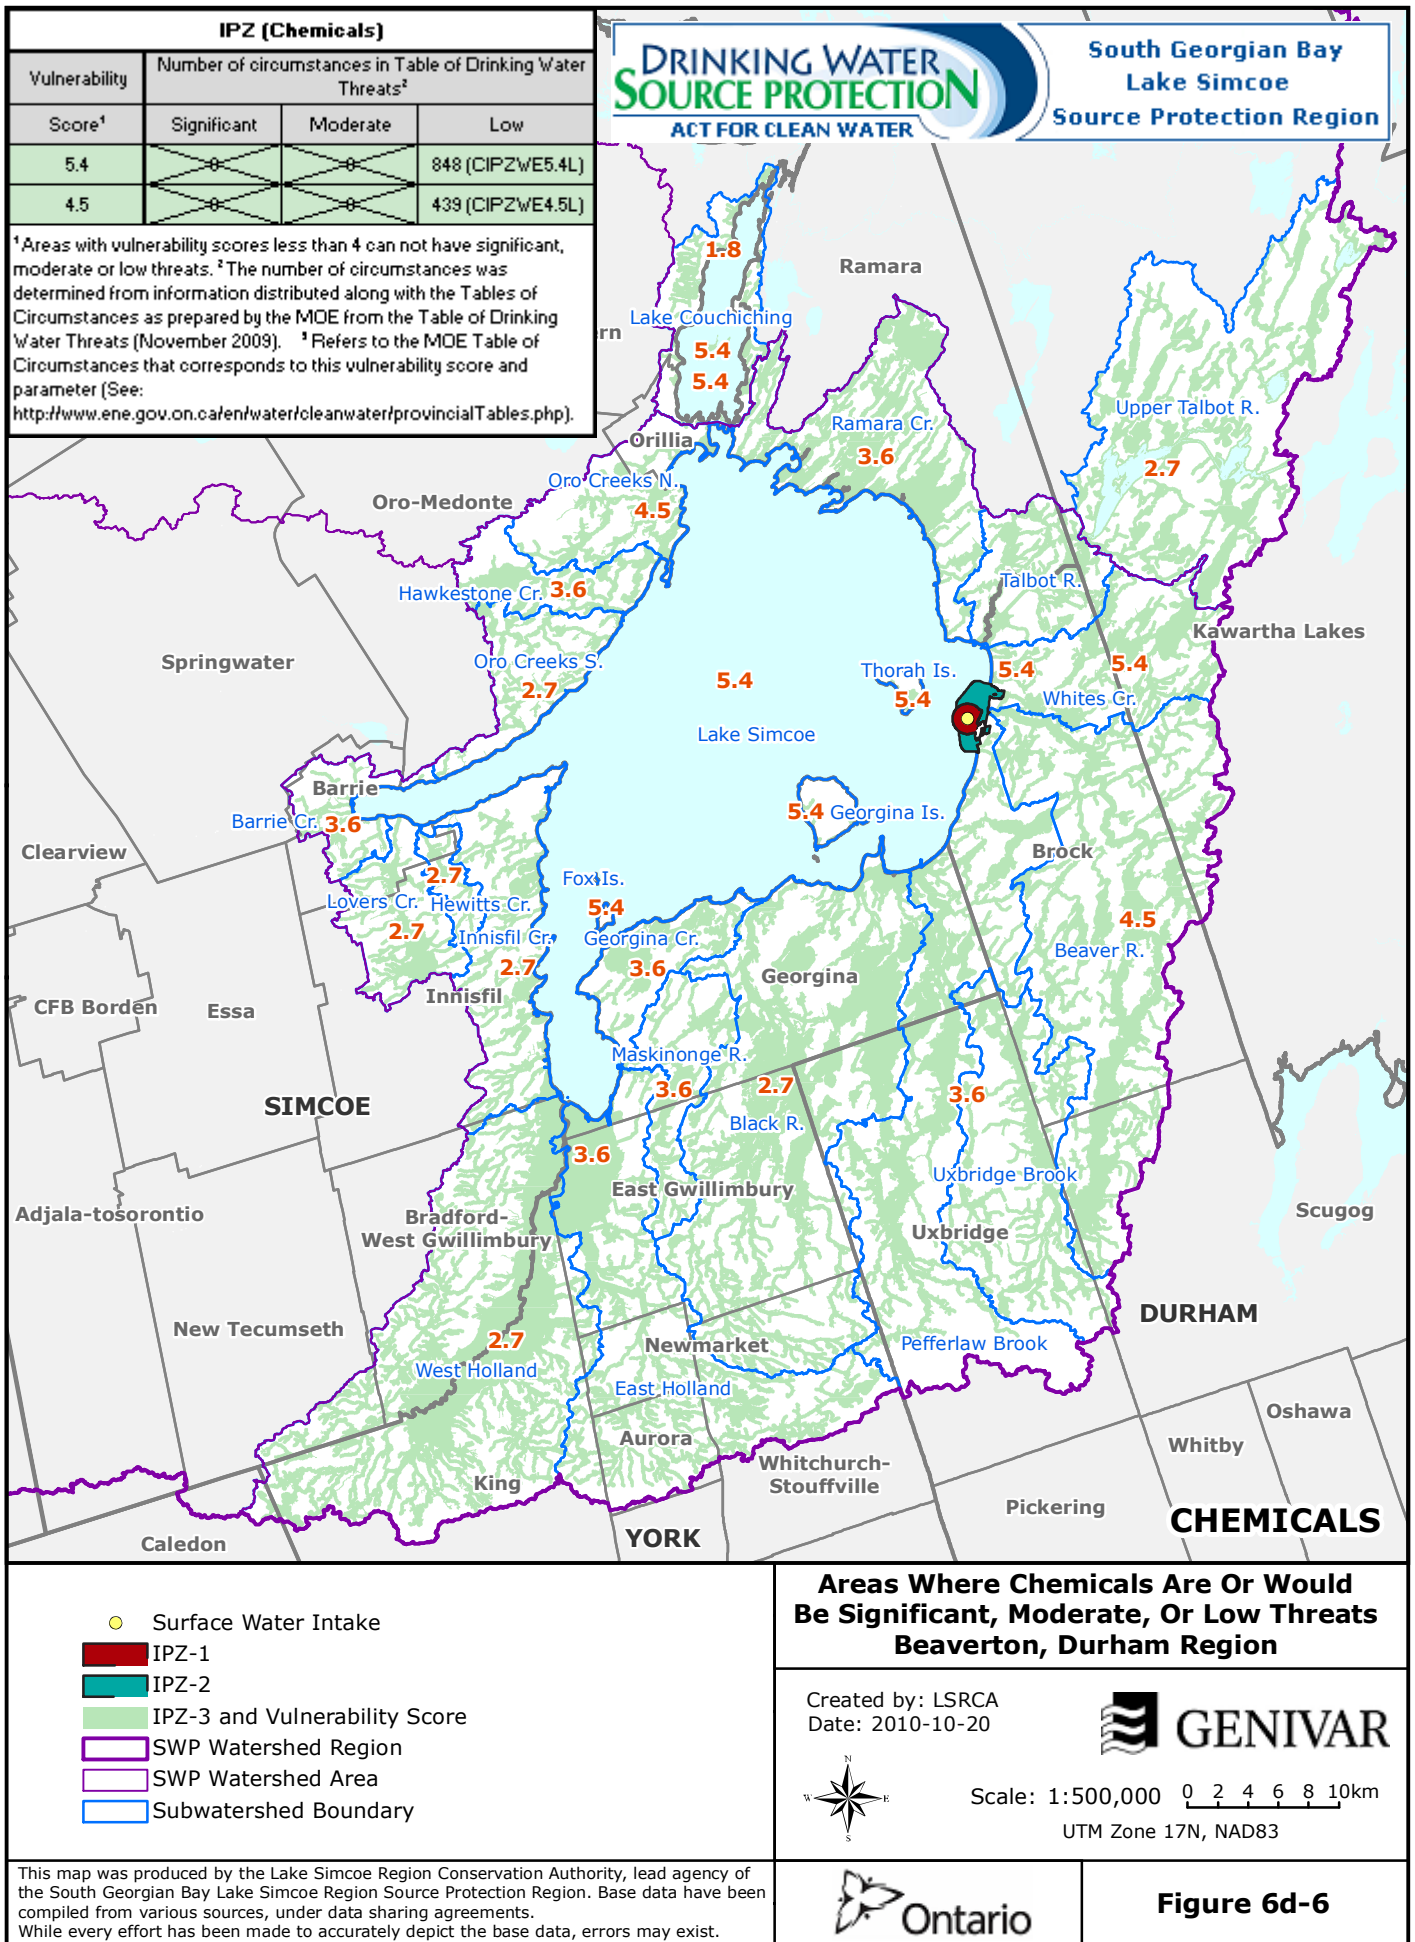 IPZ (Chemicals)
Vulnerability
Number of circumstances in Table of Drinking Water
Threats²
Score¹ Significant Moderate Low
5.4 0 0 848 (CIPZWE5.4L)
4.5 0 0 439 (CIPZWE4.5L)
¹Areas with vulnerability scores less than 4 can not have significant,
moderate or low threats. ²The number of circumstances was
determined from information distributed along with the Tables of
Circumstances as prepared by the MOE from the Table of Drinking
Water Threats (November 2009). ³ Refers to the MOE Table of
Circumstances that corresponds to this vulnerability score and
parameter (See:
http://www.ene.gov.on.ca/en/water/cleanwater/provincialTables.php).
DRINKING WATER
SOURCE PROTECTION
ACT FOR CLEAN WATER
South Georgian Bay
Lake Simcoe
Source Protection Region
1.8
Ramara
Lake Couchiching
ern
5.4
5.4
Upper Talbot R.
Ramara Cr.
Orillia
3.6
2.7
Oro Creeks N.
Oro-Medonte
4.5
Talbot R.
Hawkestone Cr. 3.6
Kawartha Lakes
Springwater
Oro Creeks S.
2.7
5.4
Thorah Is.
5.4
5.4
5.4
Whites Cr.
Lake Simcoe
Barrie
Barrie Cr. 3.6
5.4 Georgina Is.
Clearview
Brock
2.7
Fox Is.
Lovers Cr. Hewitts Cr.
5.4
4.5
2.7
Innisfil Cr.
Georgina Cr.
Beaver R.
2.7
3.6
Georgina
Innisfil
CFB Borden
Essa
Maskinonge R.
3.6
2.7
3.6
SIMCOE
Black R.
3.6
Uxbridge Brook
East Gwillimbury
Adjala-tosorontio
Bradford-
West Gwillimbury
Scugog
Uxbridge
DURHAM
New Tecumseth
2.7
Newmarket
Pefferlaw Brook
West Holland
East Holland
Oshawa
Aurora
Whitby
Whitchurch-
Stouffville
King
Pickering
CHEMICALS
YORK
Caledon
Surface Water Intake
IPZ-1
IPZ-2
IPZ-3 and Vulnerability Score
SWP Watershed Region
SWP Watershed Area
Subwatershed Boundary
Areas Where Chemicals Are Or Would
Be Significant, Moderate, Or Low Threats
Beaverton, Durham Region
Created by: LSRCA
Date: 2010-10-20
GENIVAR
N
W E
S
Scale: 1:500,000 0 2 4 6 8 10km
UTM Zone 17N, NAD83
This map was produced by the Lake Simcoe Region Conservation Authority, lead agency of
the South Georgian Bay Lake Simcoe Region Source Protection Region. Base data have been
compiled from various sources, under data sharing agreements.
While every effort has been made to accurately depict the base data, errors may exist.
Ontario
Figure 6d-6